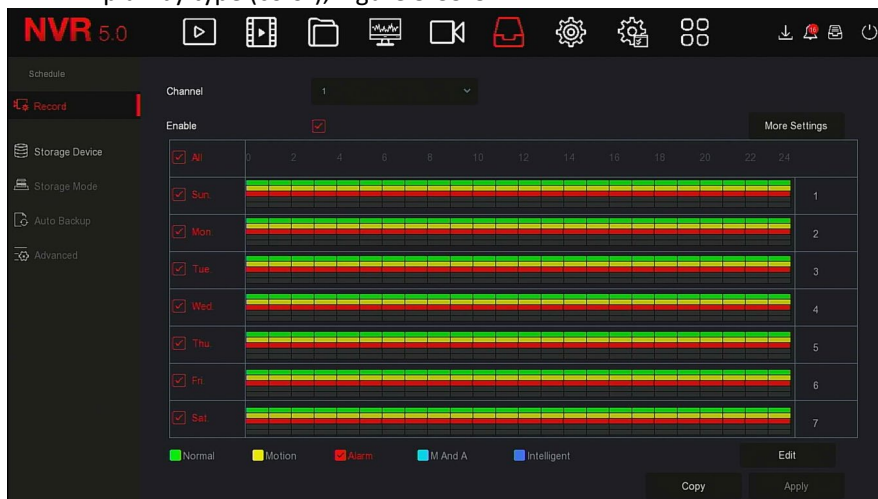 type (color),
NVR 5.0
Schedule
Record
Storage Device
Storage Mode
Auto Backup
Advanced
Channel 1
Enable More Settings
All 0 2 4 6 8 10 12 14 16 18 20 22 24
Sun. 1
Mon 2
Tue. 3
Wed. 4
Thu. 5
Fri 6
Sat. 7
Normal Motion Alarm M And A Intelligent Edit
Copy Apply